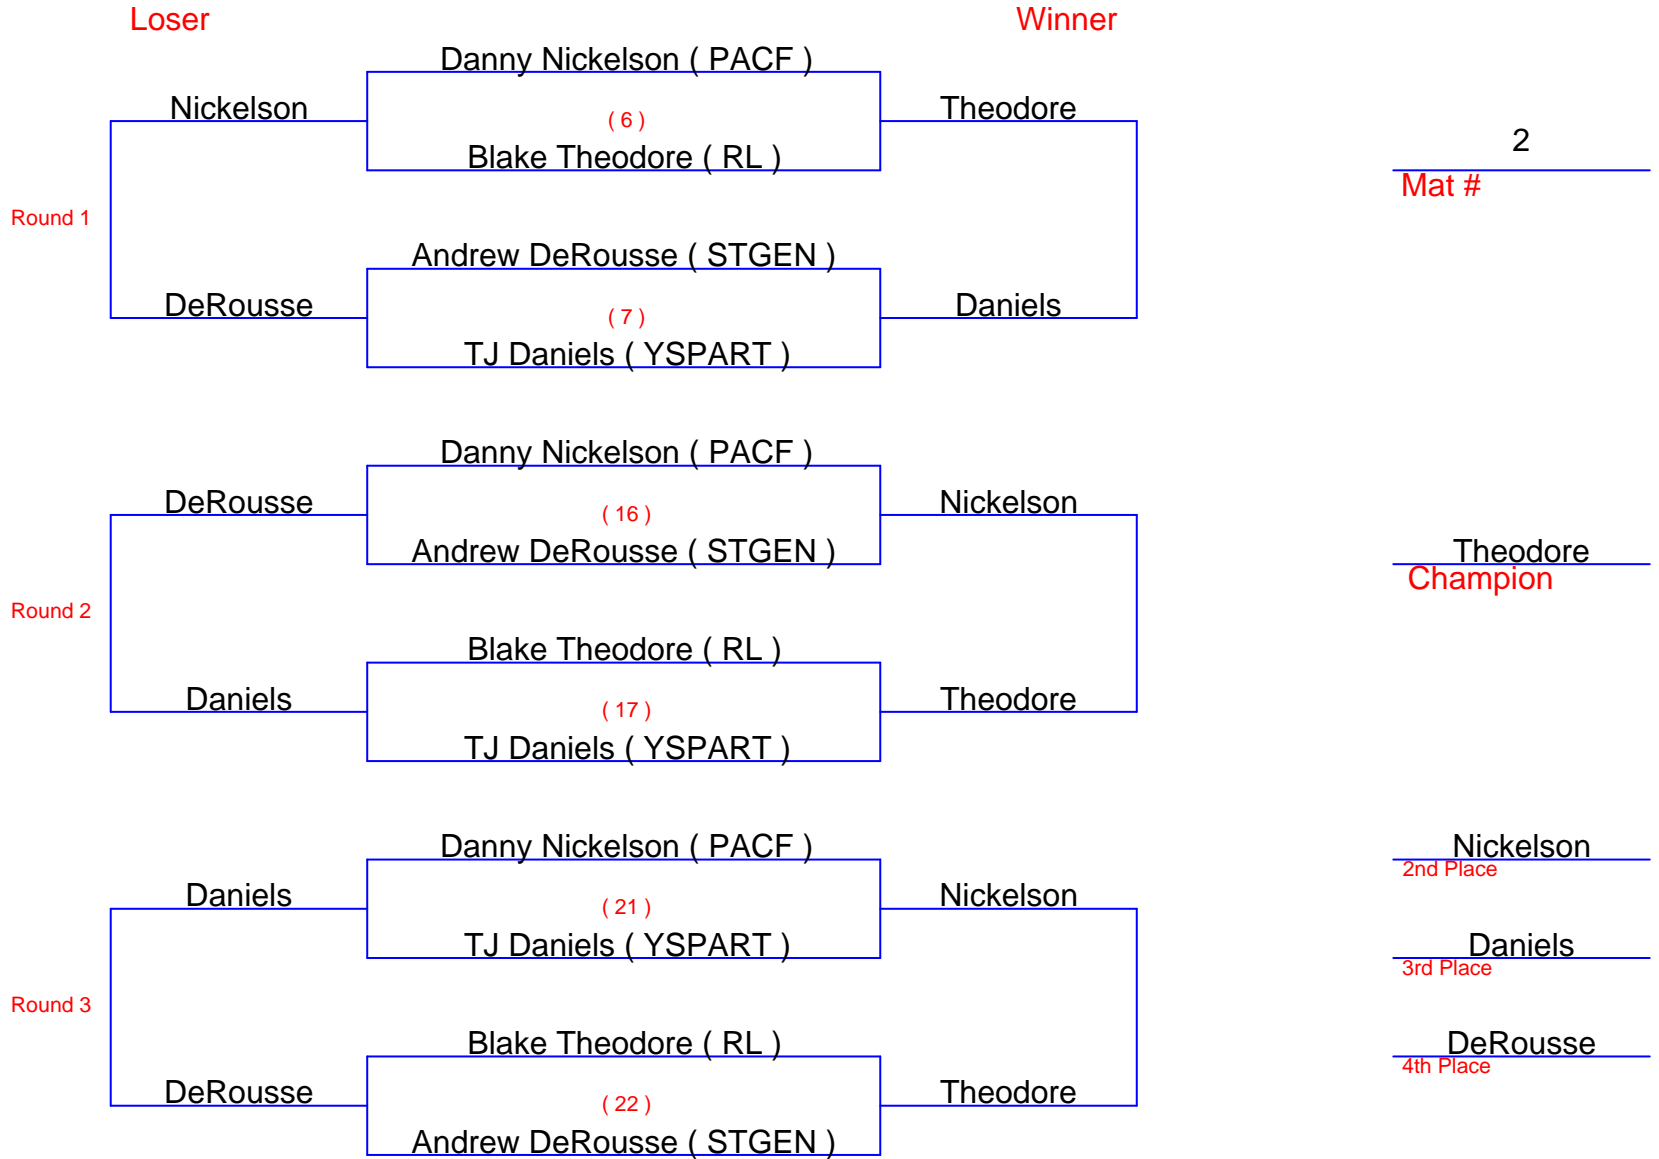 Loser
Winner
Danny Nickelson ( PACF )
Nickelson
( 6 )
Theodore
Blake Theodore ( RL )
2
Mat #
Round 1
Andrew DeRousse ( STGEN )
DeRousse
( 7 )
Daniels
TJ Daniels ( YSPART )
Danny Nickelson ( PACF )
DeRousse
( 16 )
Nickelson
Andrew DeRousse ( STGEN )
Theodore
Champion
Round 2
Blake Theodore ( RL )
Daniels
( 17 )
Theodore
TJ Daniels ( YSPART )
Danny Nickelson ( PACF )
Nickelson
2nd Place
Daniels
( 21 )
Nickelson
TJ Daniels ( YSPART )
Daniels
3rd Place
Round 3
Blake Theodore ( RL )
DeRousse
4th Place
DeRousse
( 22 )
Theodore
Andrew DeRousse ( STGEN )